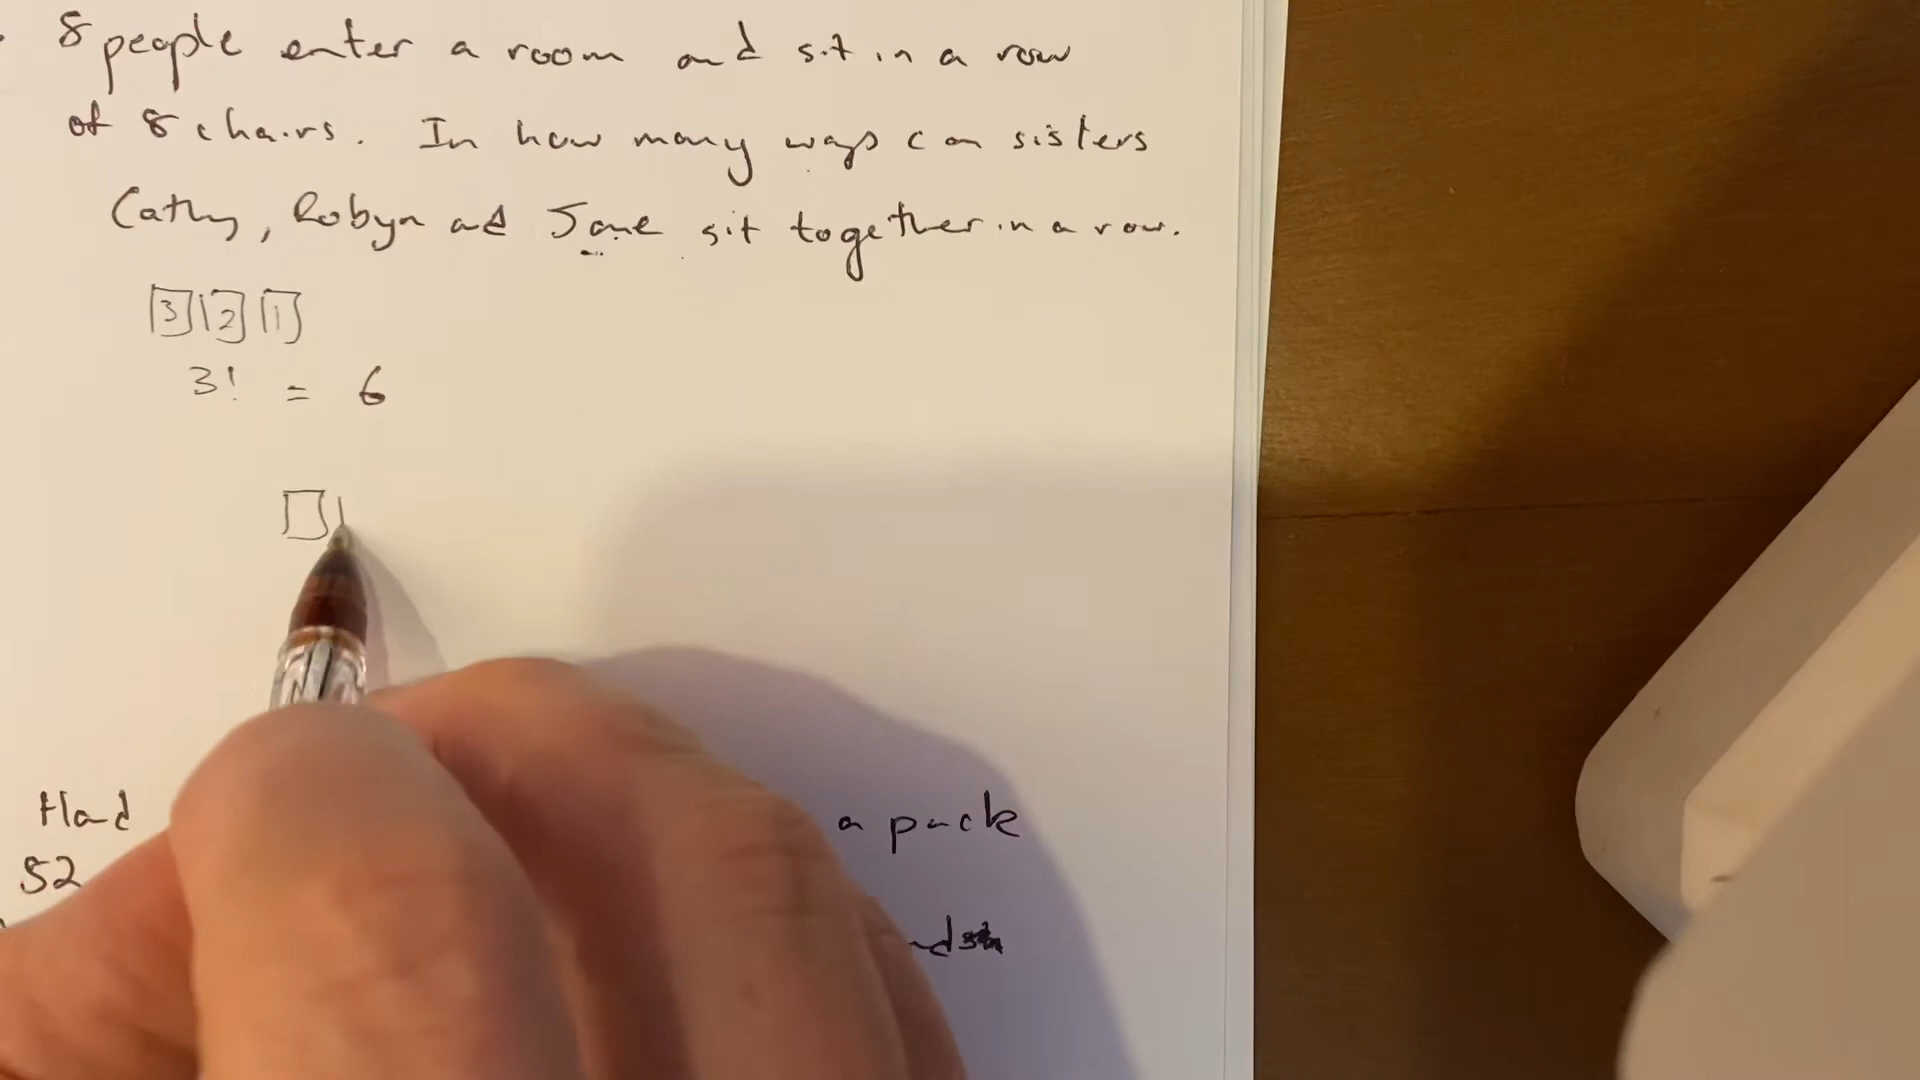 8 people enter a room and sit in a row
of 8 chairs. In how many ways can sisters
Cathy, Robyn and Jane sit together in a row.
3 2 1
3! = 6
Hand a pack
52